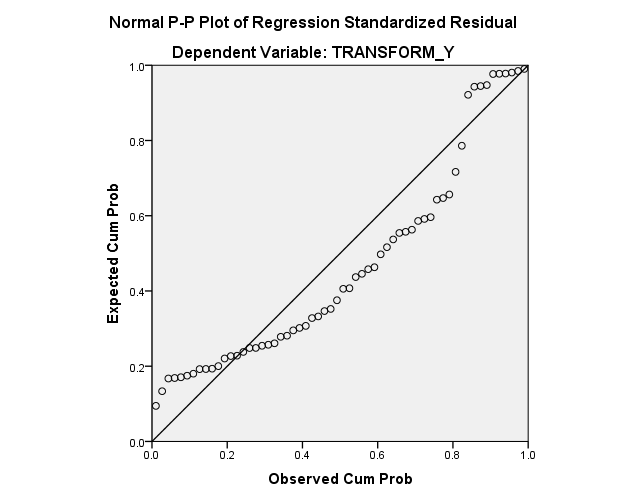 Normal P-P Plot of Regression Standardized Residual
Dependent Variable: TRANSFORM_Y
1.0
0.8
0.6
0.4
0.2
0.0
Expected Cum Prob
0.0 0.2 0.4 0.6 0.8 1.0
Observed Cum Prob